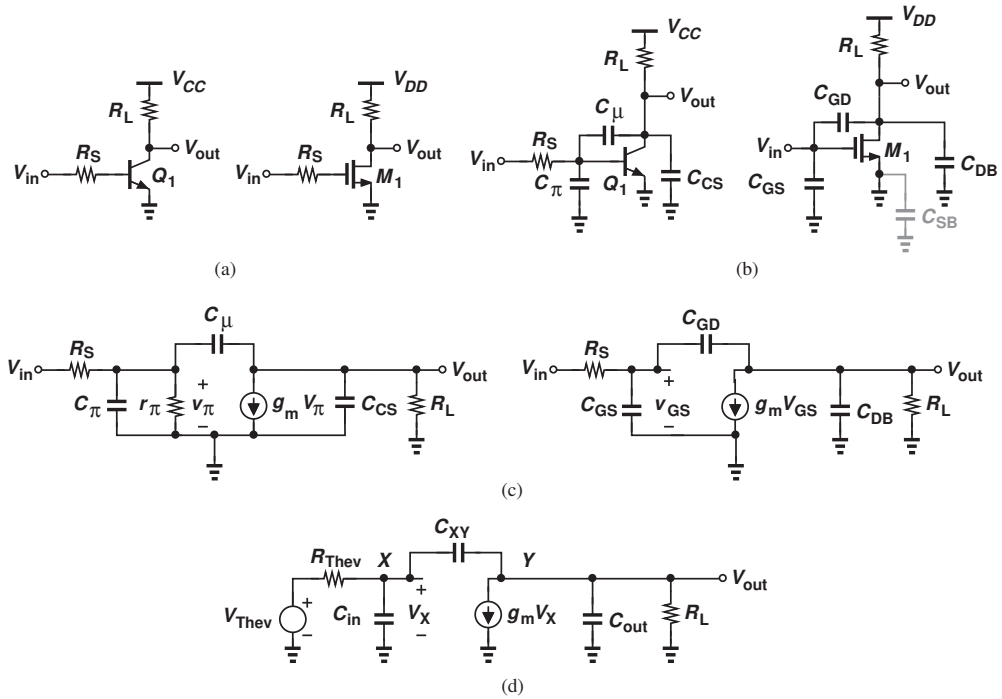 V_CC
R_L
V_out
R_S
V_in
Q_1
V_DD
R_L
V_out
R_S
V_in
M_1
(a)
V_CC
R_L
V_out
C_μ
R_S
V_in
C_π
Q_1
C_CS
V_DD
R_L
V_out
C_GD
V_in
M_1
C_GS
C_DB
C_SB
(b)
C_μ
R_S
V_in
V_out
C_π
r_π
+
v_π
−
g_m V_π
C_CS
R_L
C_GD
R_S
V_in
V_out
C_GS
+
v_GS
−
g_m V_GS
C_DB
R_L
(c)
C_XY
R_Thev
X
Y
V_out
V_Thev
+
−
C_in
+
V_X
−
g_m V_X
C_out
R_L
(d)